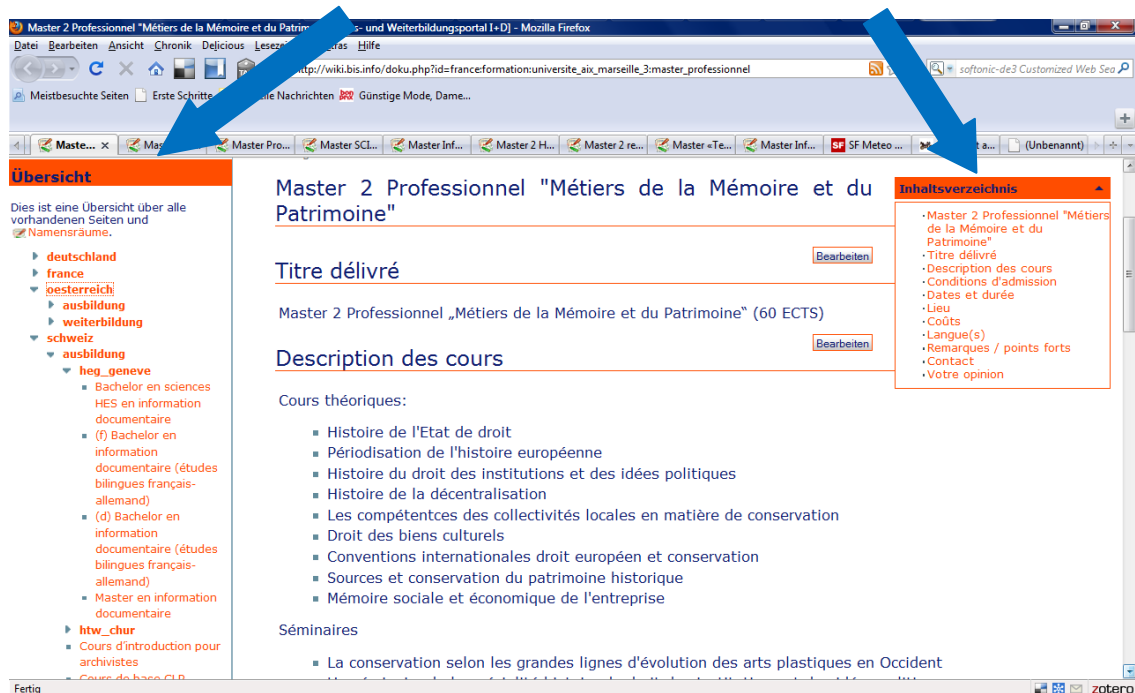 Master 2 Professionnel "Métiers de la Mémoire et du Patrim s- und Weiterbildungsportal I+D] - Mozilla Firefox
Datei Bearbeiten Ansicht Chronik Delicious Hilfe
http://wiki.bis.info/doku.php?id=france:formation:universite_aix_marseille_3:master_professionnel
softonic-de3 Customized Web Sea
Meistbesuchte Seiten Erste Schritte Nachrichten Günstige Mode, Dame...
Maste... Master Pro... Master SCI... Master Inf... Master 2 H... Master 2 re... Master «Te... Master Inf... SF SF Meteo ... (Unbenannt)
Übersicht
Dies ist eine Übersicht über alle
vorhandenen Seiten und
Namensräume.
deutschland
france
oesterreich
ausbildung
weiterbildung
schweiz
ausbildung
heg_geneve
Bachelor en sciences
HES en information
documentaire
(f) Bachelor en
information
documentaire (études
bilingues français-
allemand)
(d) Bachelor en
information
documentaire (études
bilingues français-
allemand)
Master en information
documentaire
htw_chur
Cours d'introduction pour
archivistes
Cours de base CLP
Master 2 Professionnel "Métiers de la Mémoire et du
Patrimoine"
Bearbeiten
Titre délivré
Master 2 Professionnel „Métiers de la Mémoire et du Patrimoine“ (60 ECTS)
Bearbeiten
Description des cours
Cours théoriques:
Histoire de l'Etat de droit
Périodisation de l'histoire européenne
Histoire du droit des institutions et des idées politiques
Histoire de la décentralisation
Les compétentces des collectivités locales en matière de conservation
Droit des biens culturels
Conventions internationales droit européen et conservation
Sources et conservation du patrimoine historique
Mémoire sociale et économique de l'entreprise
Séminaires
La conservation selon les grandes lignes d'évolution des arts plastiques en Occident
Inhaltsverzeichnis
Master 2 Professionnel "Métiers
de la Mémoire et du
Patrimoine"
Titre délivré
Description des cours
Conditions d'admission
Dates et durée
Lieu
Coûts
Langue(s)
Remarques / points forts
Contact
Votre opinion
Fertig
zotero